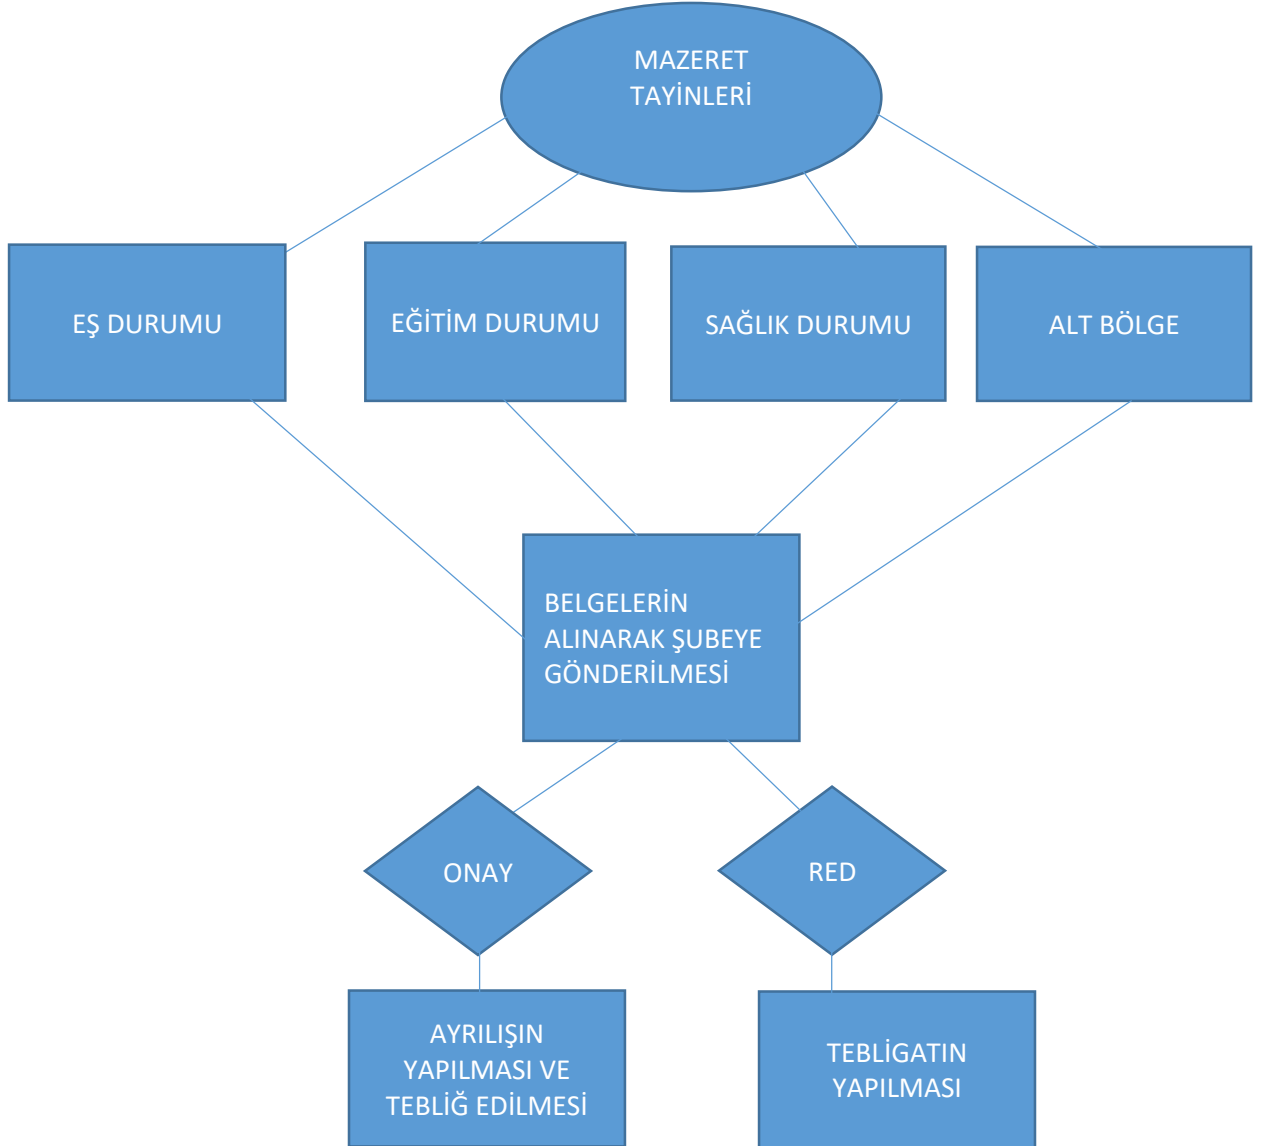 MAZERET
TAYİNLERİ
EŞ DURUMU
EĞİTİM DURUMU
SAĞLIK DURUMU
ALT BÖLGE
BELGELERİN
ALINARAK ŞUBEYE
GÖNDERİLMESİ
ONAY
RED
AYRILIŞIN
YAPILMASI VE
TEBLİĞ EDİLMESİ
TEBLİGATIN
YAPILMASI